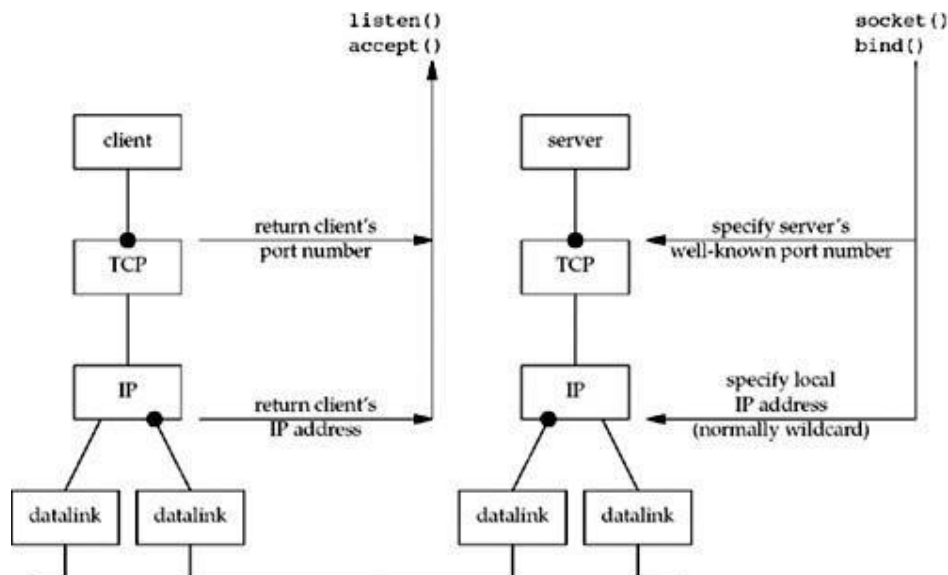 listen()
accept()
socket()
bind()
client
server
return client's
port number
specify server's
well-known port number
TCP
TCP
IP
IP
return client's
IP address
specify local
IP address
(normally wildcard)
datalink
datalink
datalink
datalink